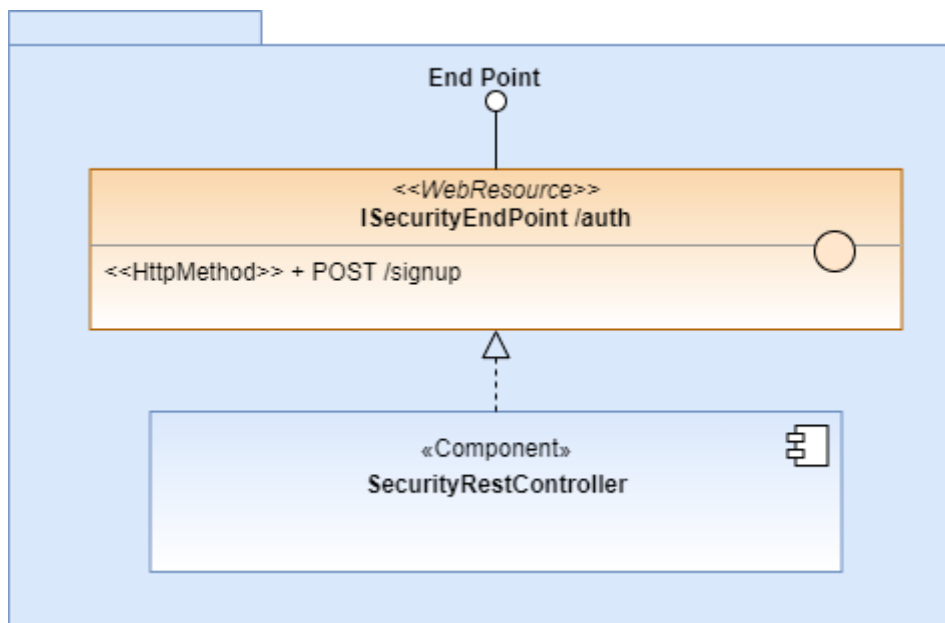 End Point
<<WebResource>>
ISecurityEndPoint /auth
<<HttpMethod>> + POST /signup
«Component»
SecurityRestController